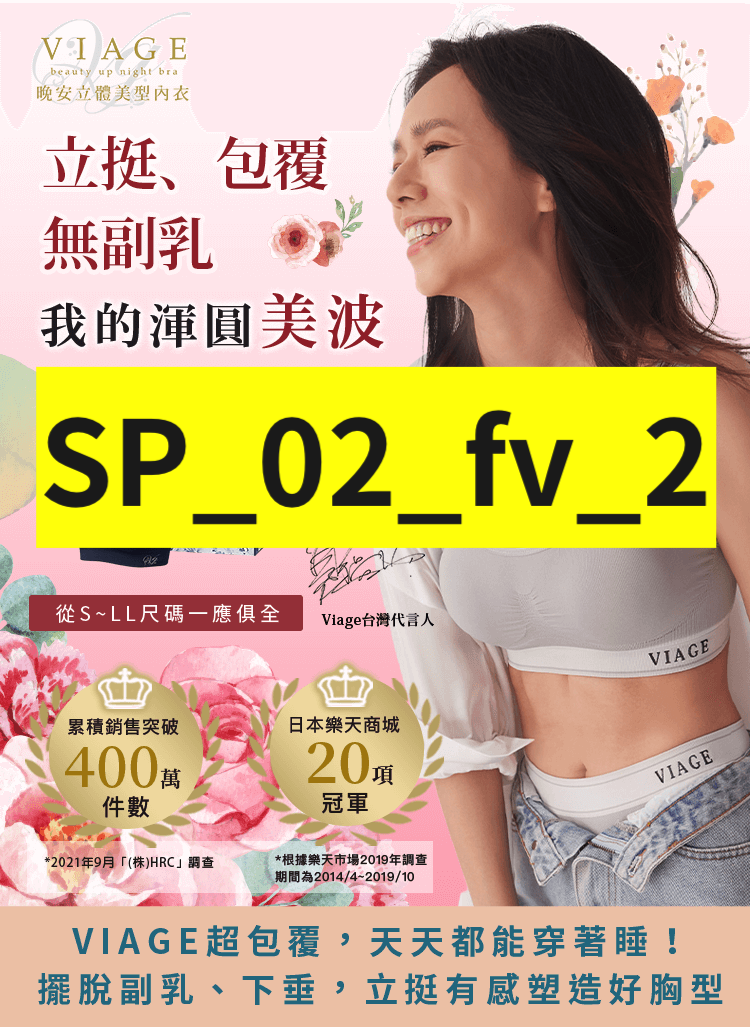 VIAGE
beauty up night bra
晚安立體美型內衣
立挺、包覆
無副乳
我的渾圓美波
SP_02_fv_2
從S~LL尺碼一應俱全
Viage台灣代言人
VIAGE
VIAGE
累積銷售突破
400萬
件數
日本樂天商城
20項
冠軍
*2021年9月「(株)HRC」調查
*根據樂天市場2019年調查
期間為2014/4~2019/10
VIAGE超包覆，天天都能穿著睡！
擺脫副乳、下垂，立挺有感塑造好胸型